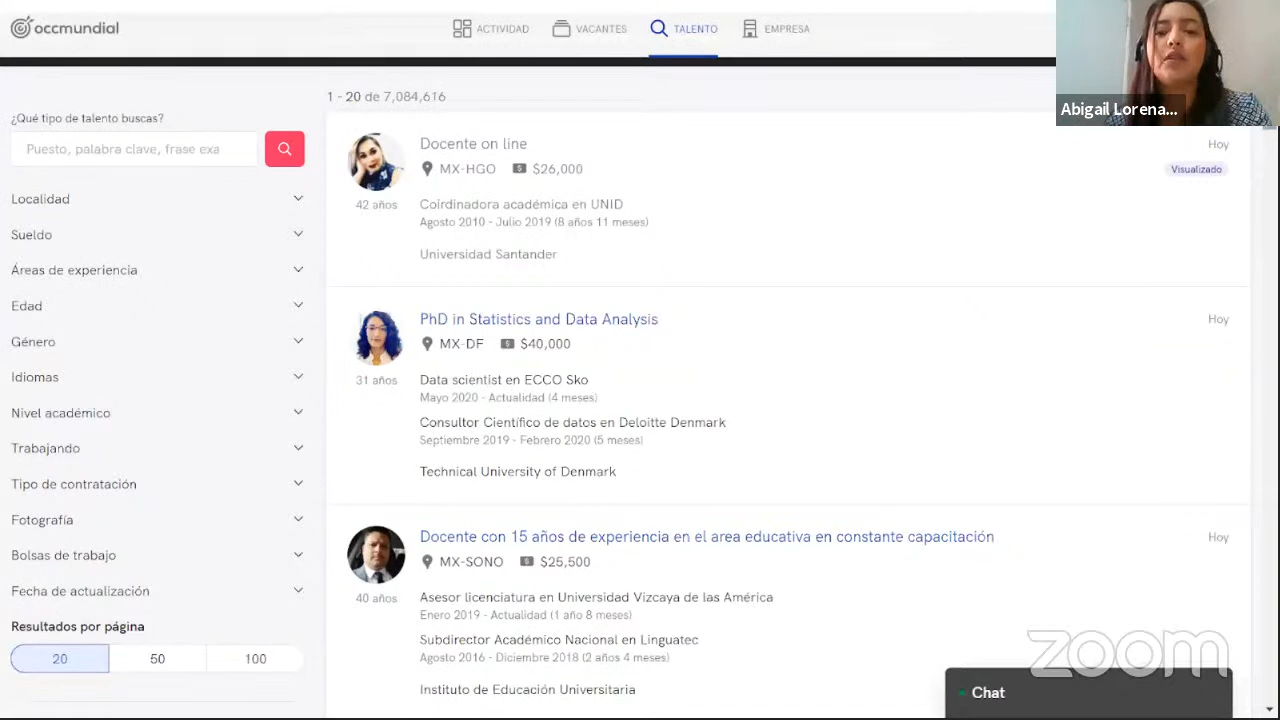 occmundial
ACTIVIDAD
VACANTES
TALENTO
EMPRESA
Abigail Lorena...
¿Qué tipo de talento buscas?
Puesto, palabra clave, frase exa
Localidad
Sueldo
Áreas de experiencia
Edad
Género
Idiomas
Nivel académico
Trabajando
Tipo de contratación
Fotografía
Bolsas de trabajo
Fecha de actualización
Resultados por página
20
50
100
1 - 20 de 7,084,616
Docente on line
Hoy
MX-HGO $26,000
Visualizado
42 años
Coirdinadora académica en UNID
Agosto 2010 - Julio 2019 (8 años 11 meses)
Universidad Santander
PhD in Statistics and Data Analysis
Hoy
MX-DF $40,000
31 años
Data scientist en ECCO Sko
Mayo 2020 - Actualidad (4 meses)
Consultor Científico de datos en Deloitte Denmark
Septiembre 2019 - Febrero 2020 (5 meses)
Technical University of Denmark
Docente con 15 años de experiencia en el area educativa en constante capacitación
Hoy
MX-SONO $25,500
40 años
Asesor licenciatura en Universidad Vizcaya de las América
Enero 2019 - Actualidad (1 año 8 meses)
Subdirector Académico Nacional en Linguatec
Agosto 2016 - Diciembre 2018 (2 años 4 meses)
Instituto de Educación Universitaria
zoom
Chat